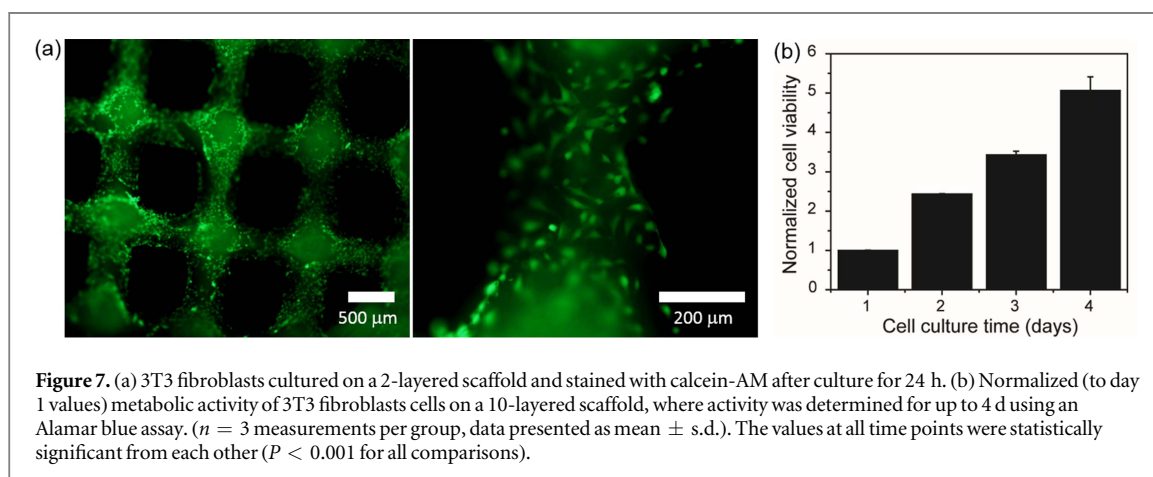 (a)
500 µm
200 µm
(b)
Normalized cell viability
6
5
4
3
2
1
0
1 2 3 4
Cell culture time (days)
Figure 7. (a) 3T3 fibroblasts cultured on a 2-layered scaffold and stained with calcein-AM after culture for 24 h. (b) Normalized (to day
1 values) metabolic activity of 3T3 fibroblasts cells on a 10-layered scaffold, where activity was determined for up to 4 d using an
Alamar blue assay. (n = 3 measurements per group, data presented as mean ± s.d.). The values at all time points were statistically
significant from each other (P < 0.001 for all comparisons).